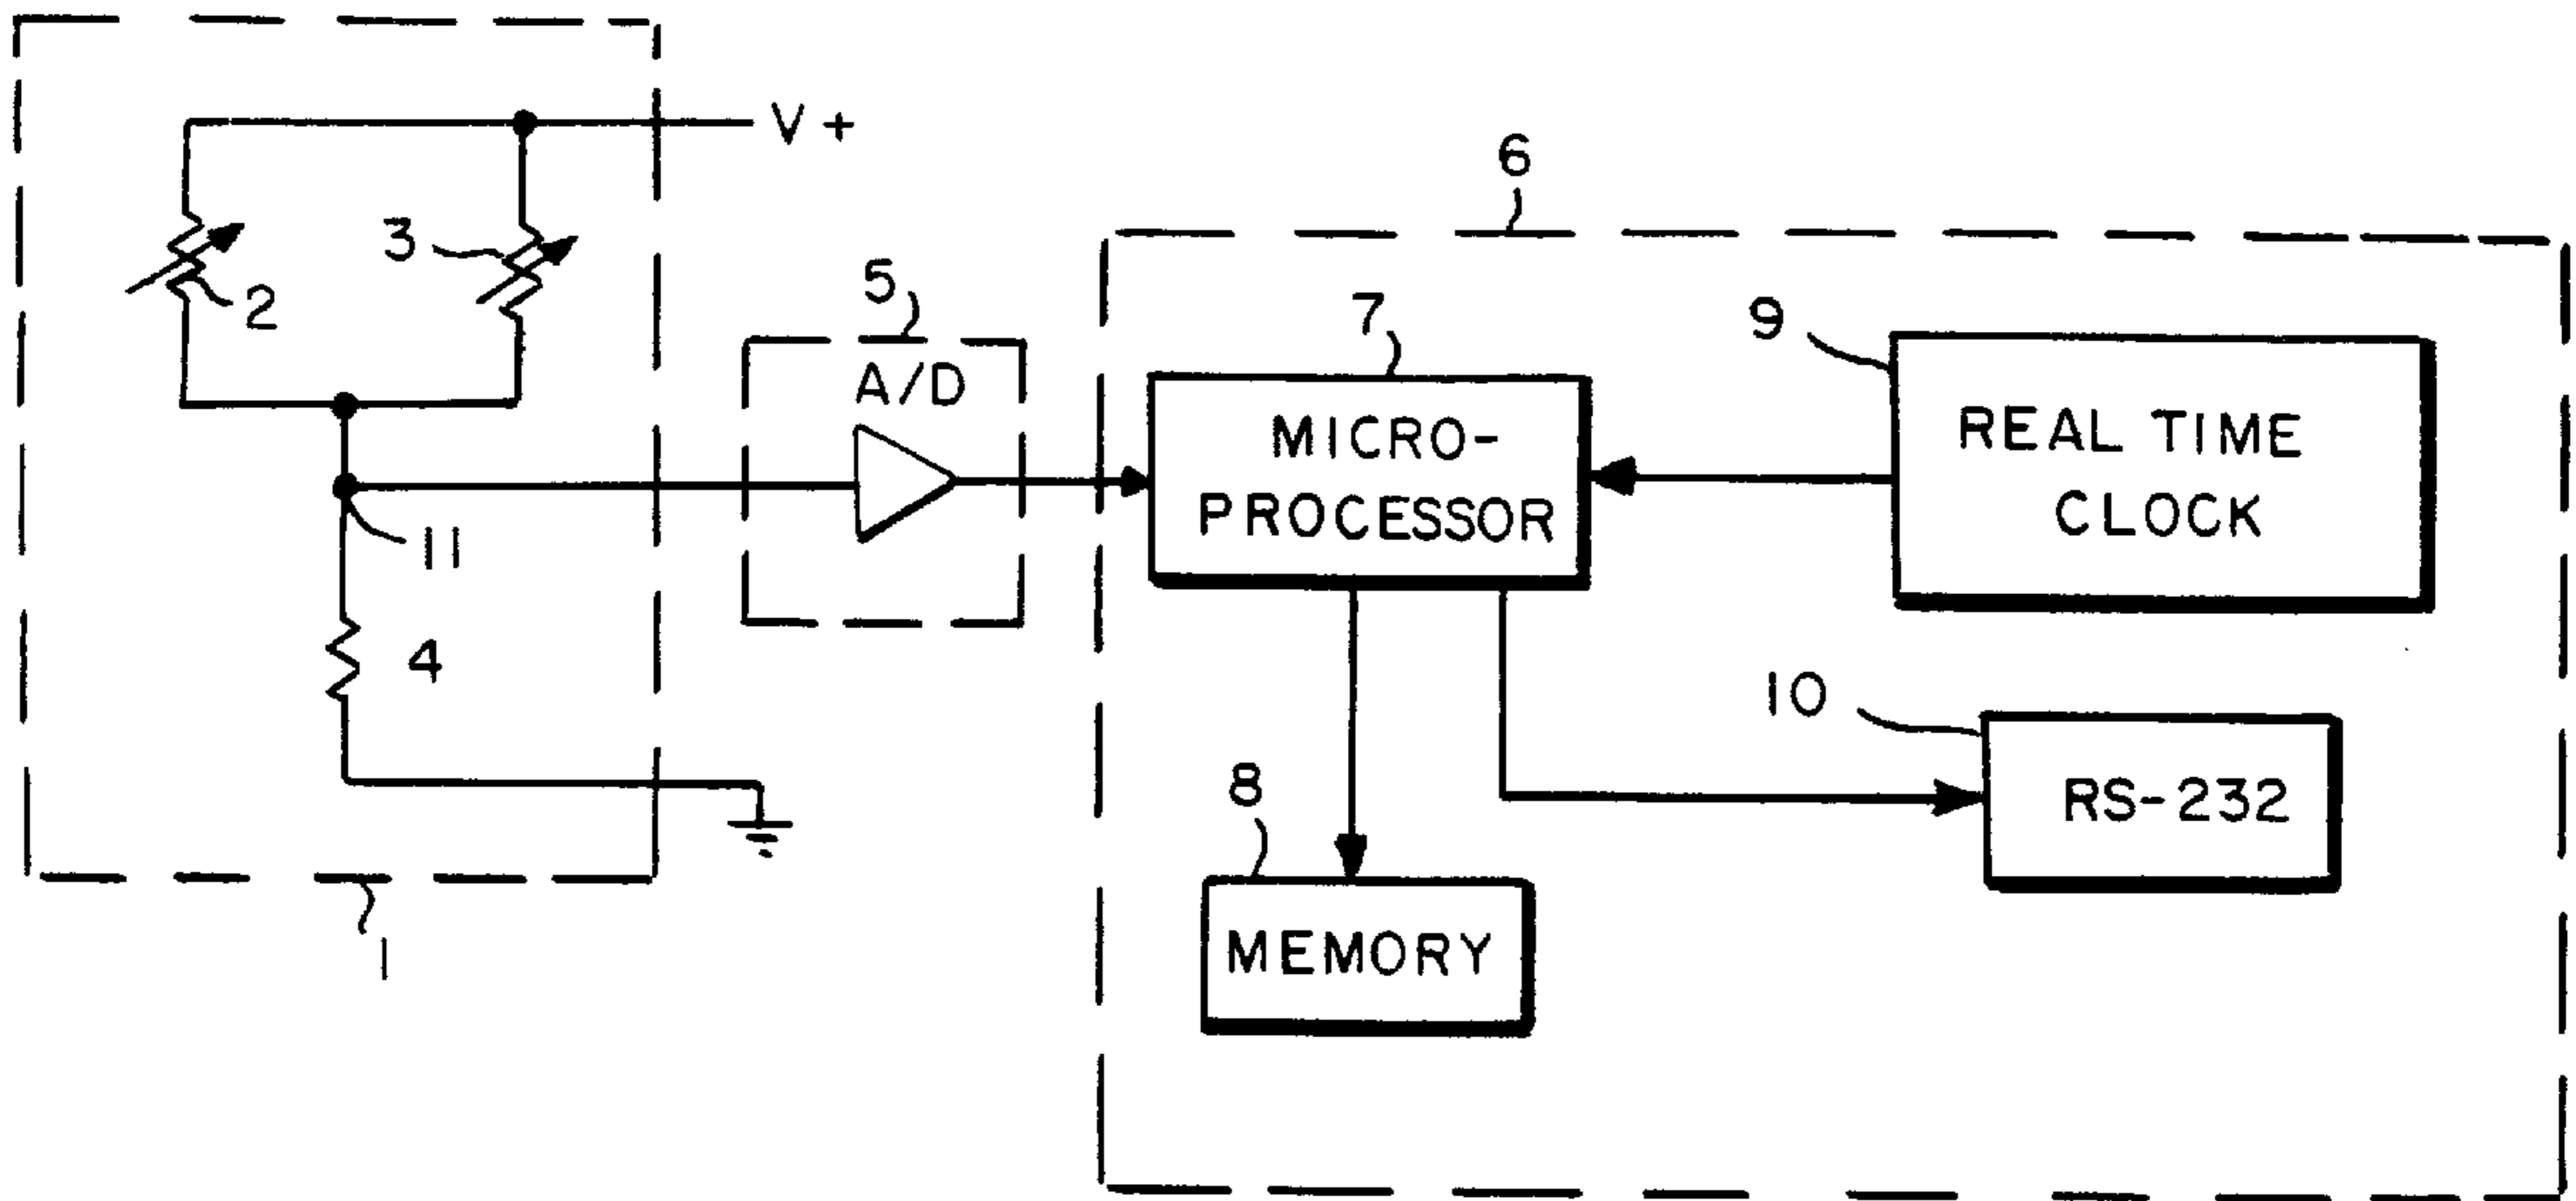 V+
6
3
2
5
7
9
A/D
MICRO-
PROCESSOR
REAL TIME
CLOCK
11
4
10
8
RS-232
MEMORY
1